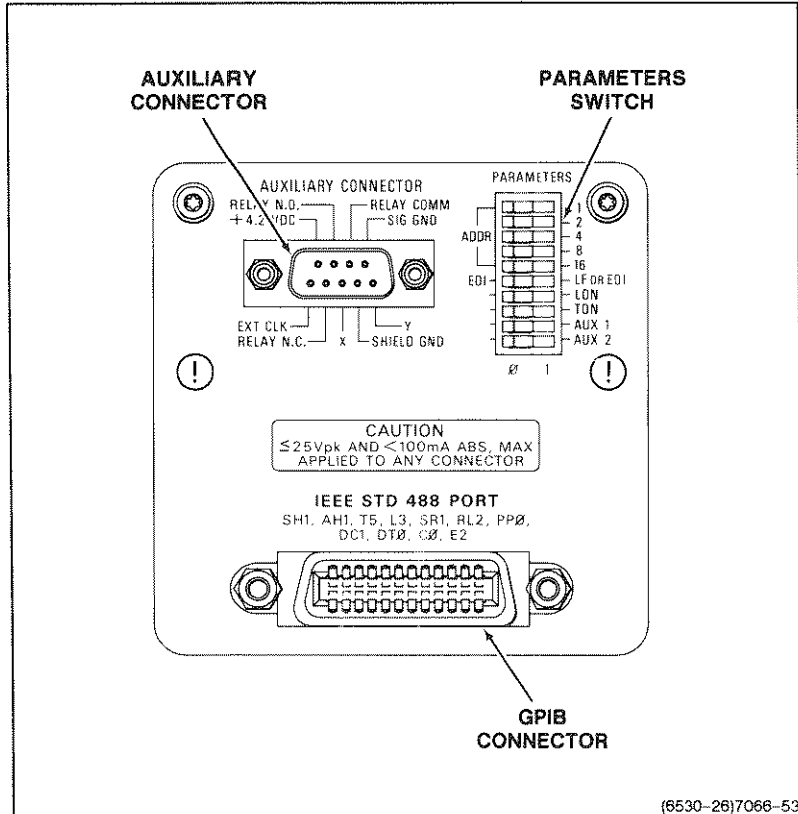 AUXILIARY
CONNECTOR
PARAMETERS
SWITCH
AUXILIARY CONNECTOR
RELAY N.O.
RELAY COMM
+ 4.2 VDC
SIG GND
EXT CLK
Y
RELAY N.C.
X
SHIELD GND
PARAMETERS
ADDR
1
2
4
8
16
EOI
LF OR EOI
LON
TON
AUX 1
AUX 2
Ø 1
CAUTION
≤25Vpk AND <100mA ABS, MAX
APPLIED TO ANY CONNECTOR
IEEE STD 488 PORT
SH1, AH1, T5, L3, SR1, RL2, PPØ,
DC1, DTØ, CØ, E2
GPIB
CONNECTOR
(6530-26)7066-53